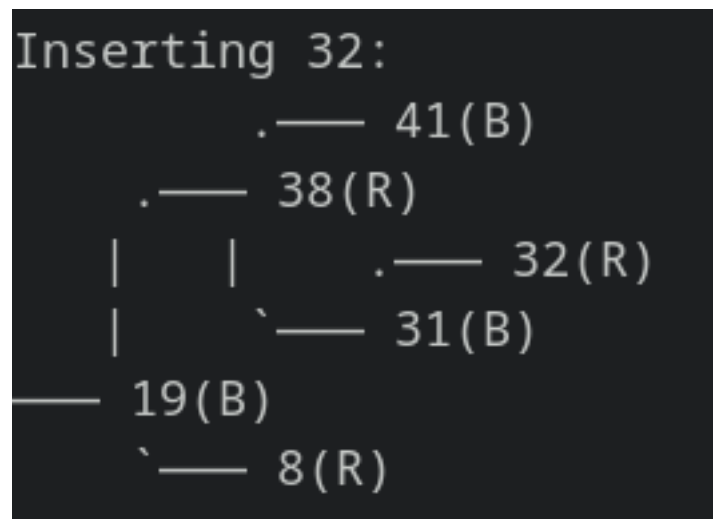 Inserting 32:
        .——— 41(B)
    .——— 38(R)
   |   |    .——— 32(R)
   |    `——— 31(B)
——— 19(B)
    `——— 8(R)